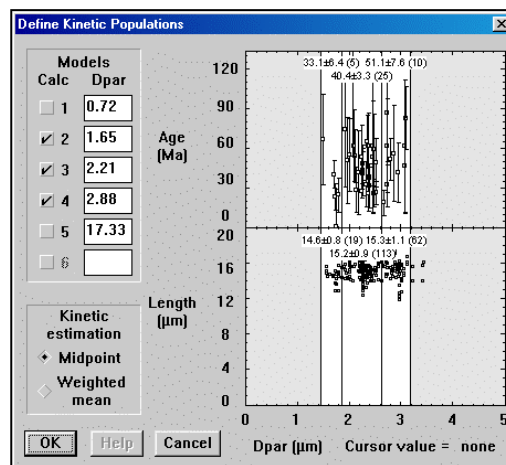 Define Kinetic Populations
Models
Calc Dpar
1 0.72
2 1.65
3 2.21
4 2.88
5 17.33
6
Kinetic
estimation
Midpoint
Weighted
mean
OK Help Cancel
120
90
60
30
0
Age
(Ma)
33.1±6.4 (5) 51.1±7.6 (10)
40.4±3.3 (25)
20
16
12
8
4
0
Length
(µm)
14.6±0.8 (19) 15.3±1.1 (62)
15.2±0.9 (113)
0 1 2 3 4 5
Dpar (µm) Cursor value = none